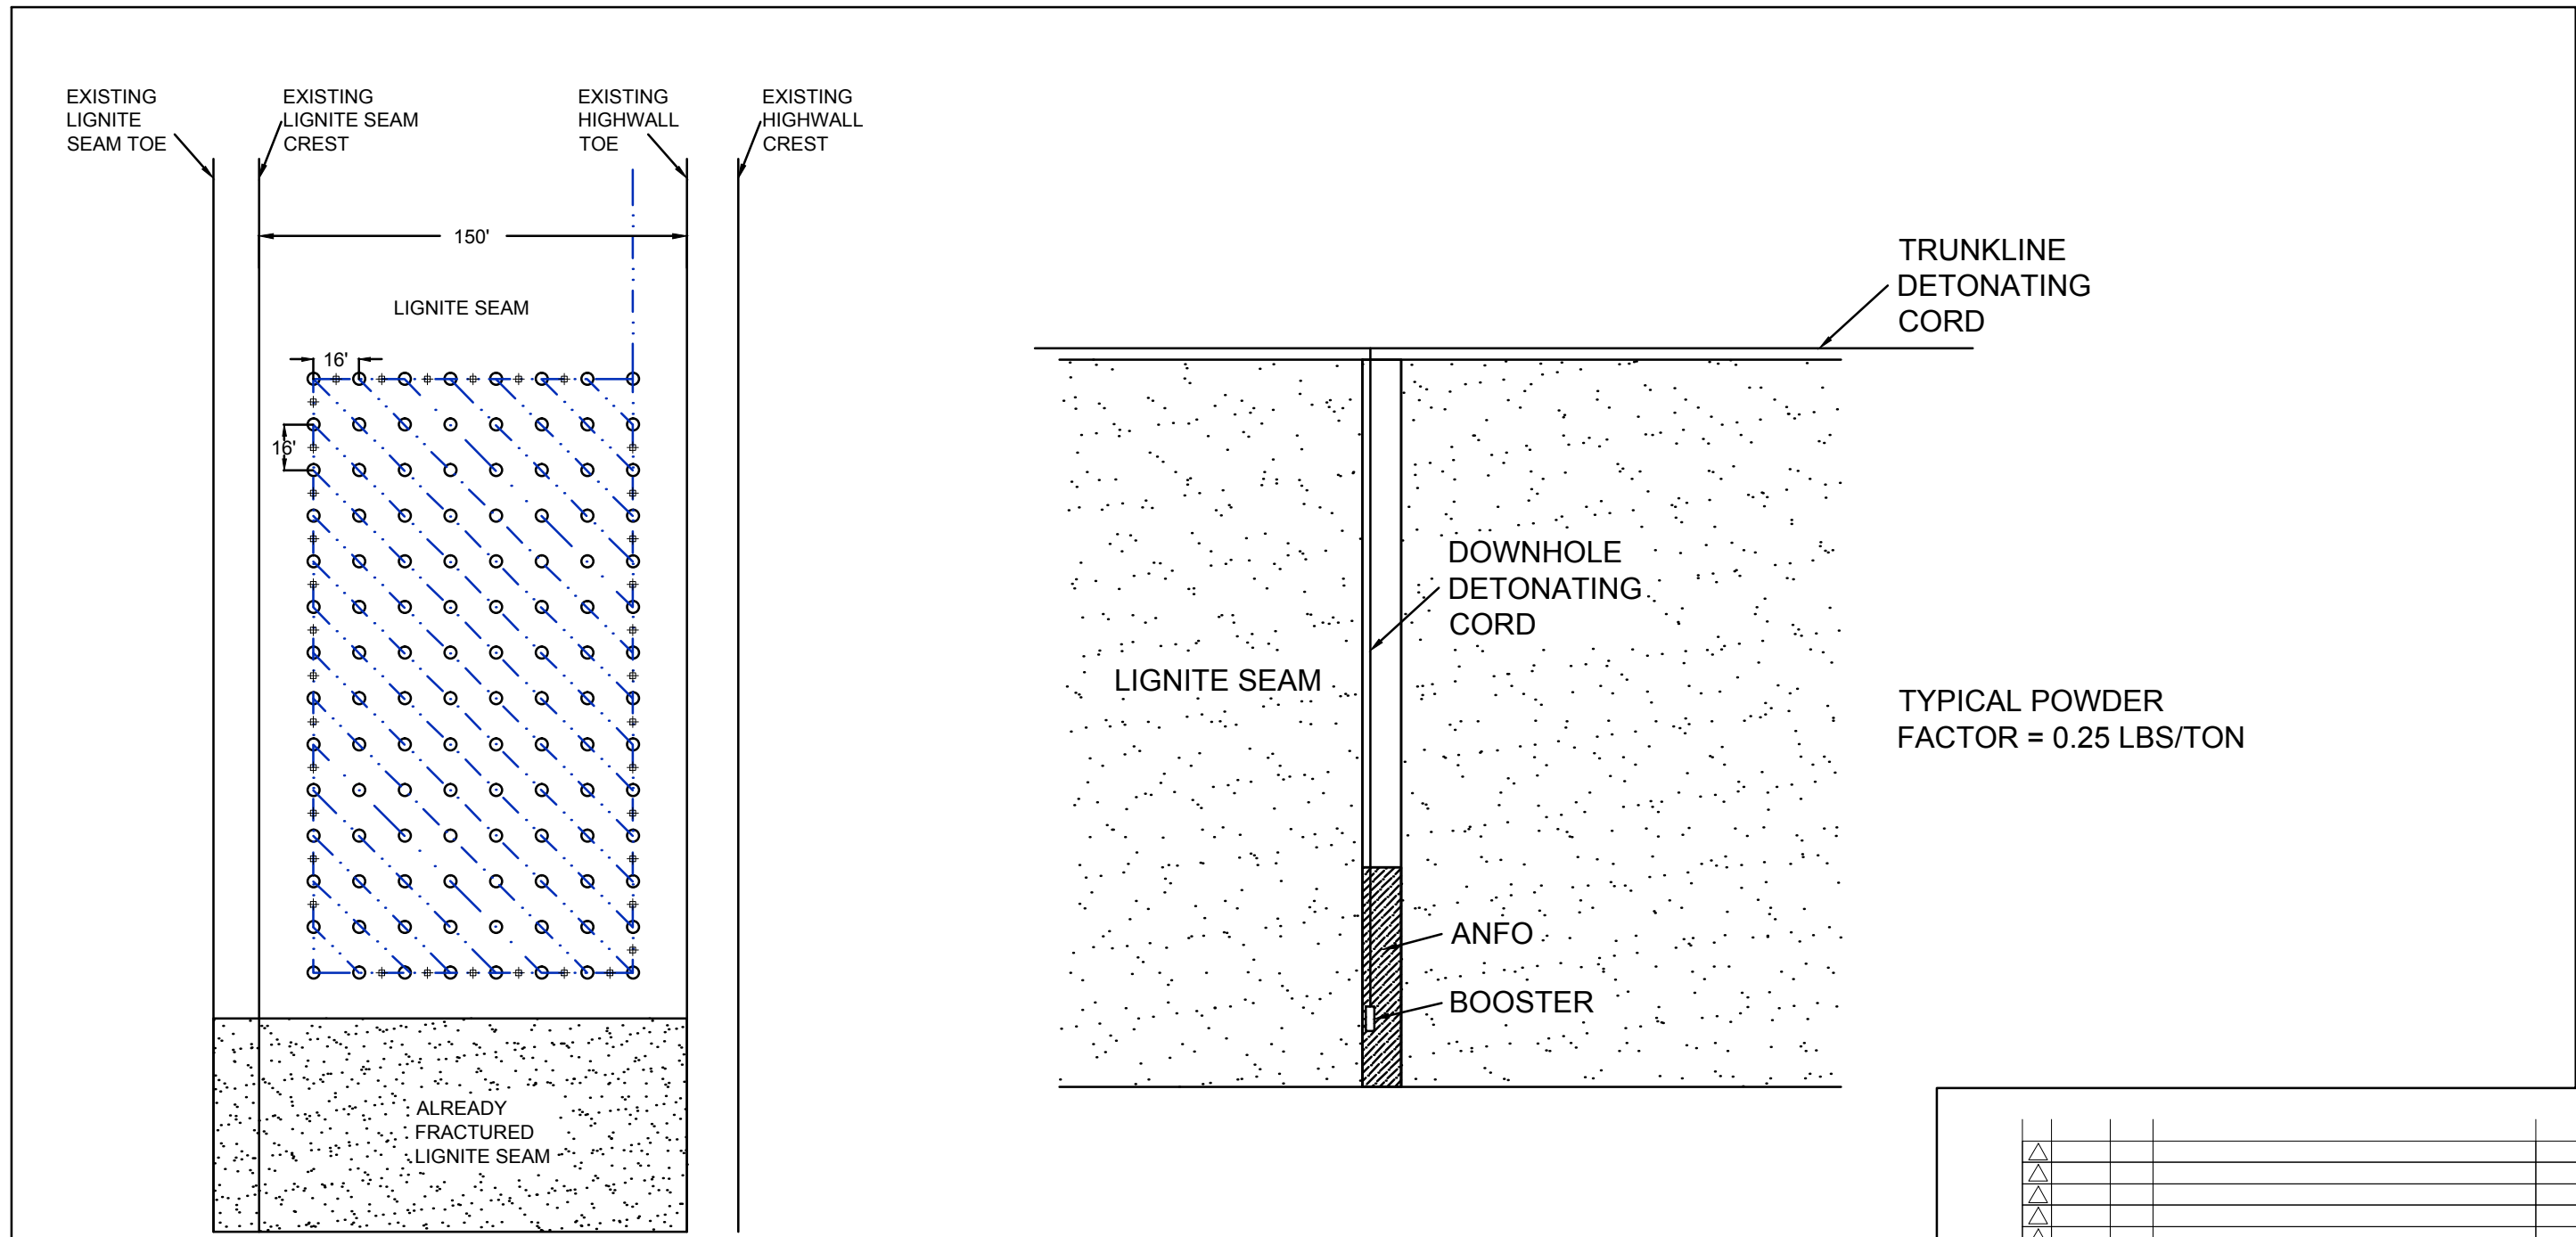 EXISTING
LIGNITE
SEAM TOE
EXISTING
LIGNITE SEAM
CREST
EXISTING
HIGHWALL
TOE
EXISTING
HIGHWALL
CREST
150'
LIGNITE SEAM
16'
16'
ALREADY
FRACTURED
LIGNITE SEAM
TRUNKLINE
DETONATING
CORD
DOWNHOLE
DETONATING
CORD
LIGNITE SEAM
ANFO
BOOSTER
TYPICAL POWDER
FACTOR = 0.25 LBS/TON